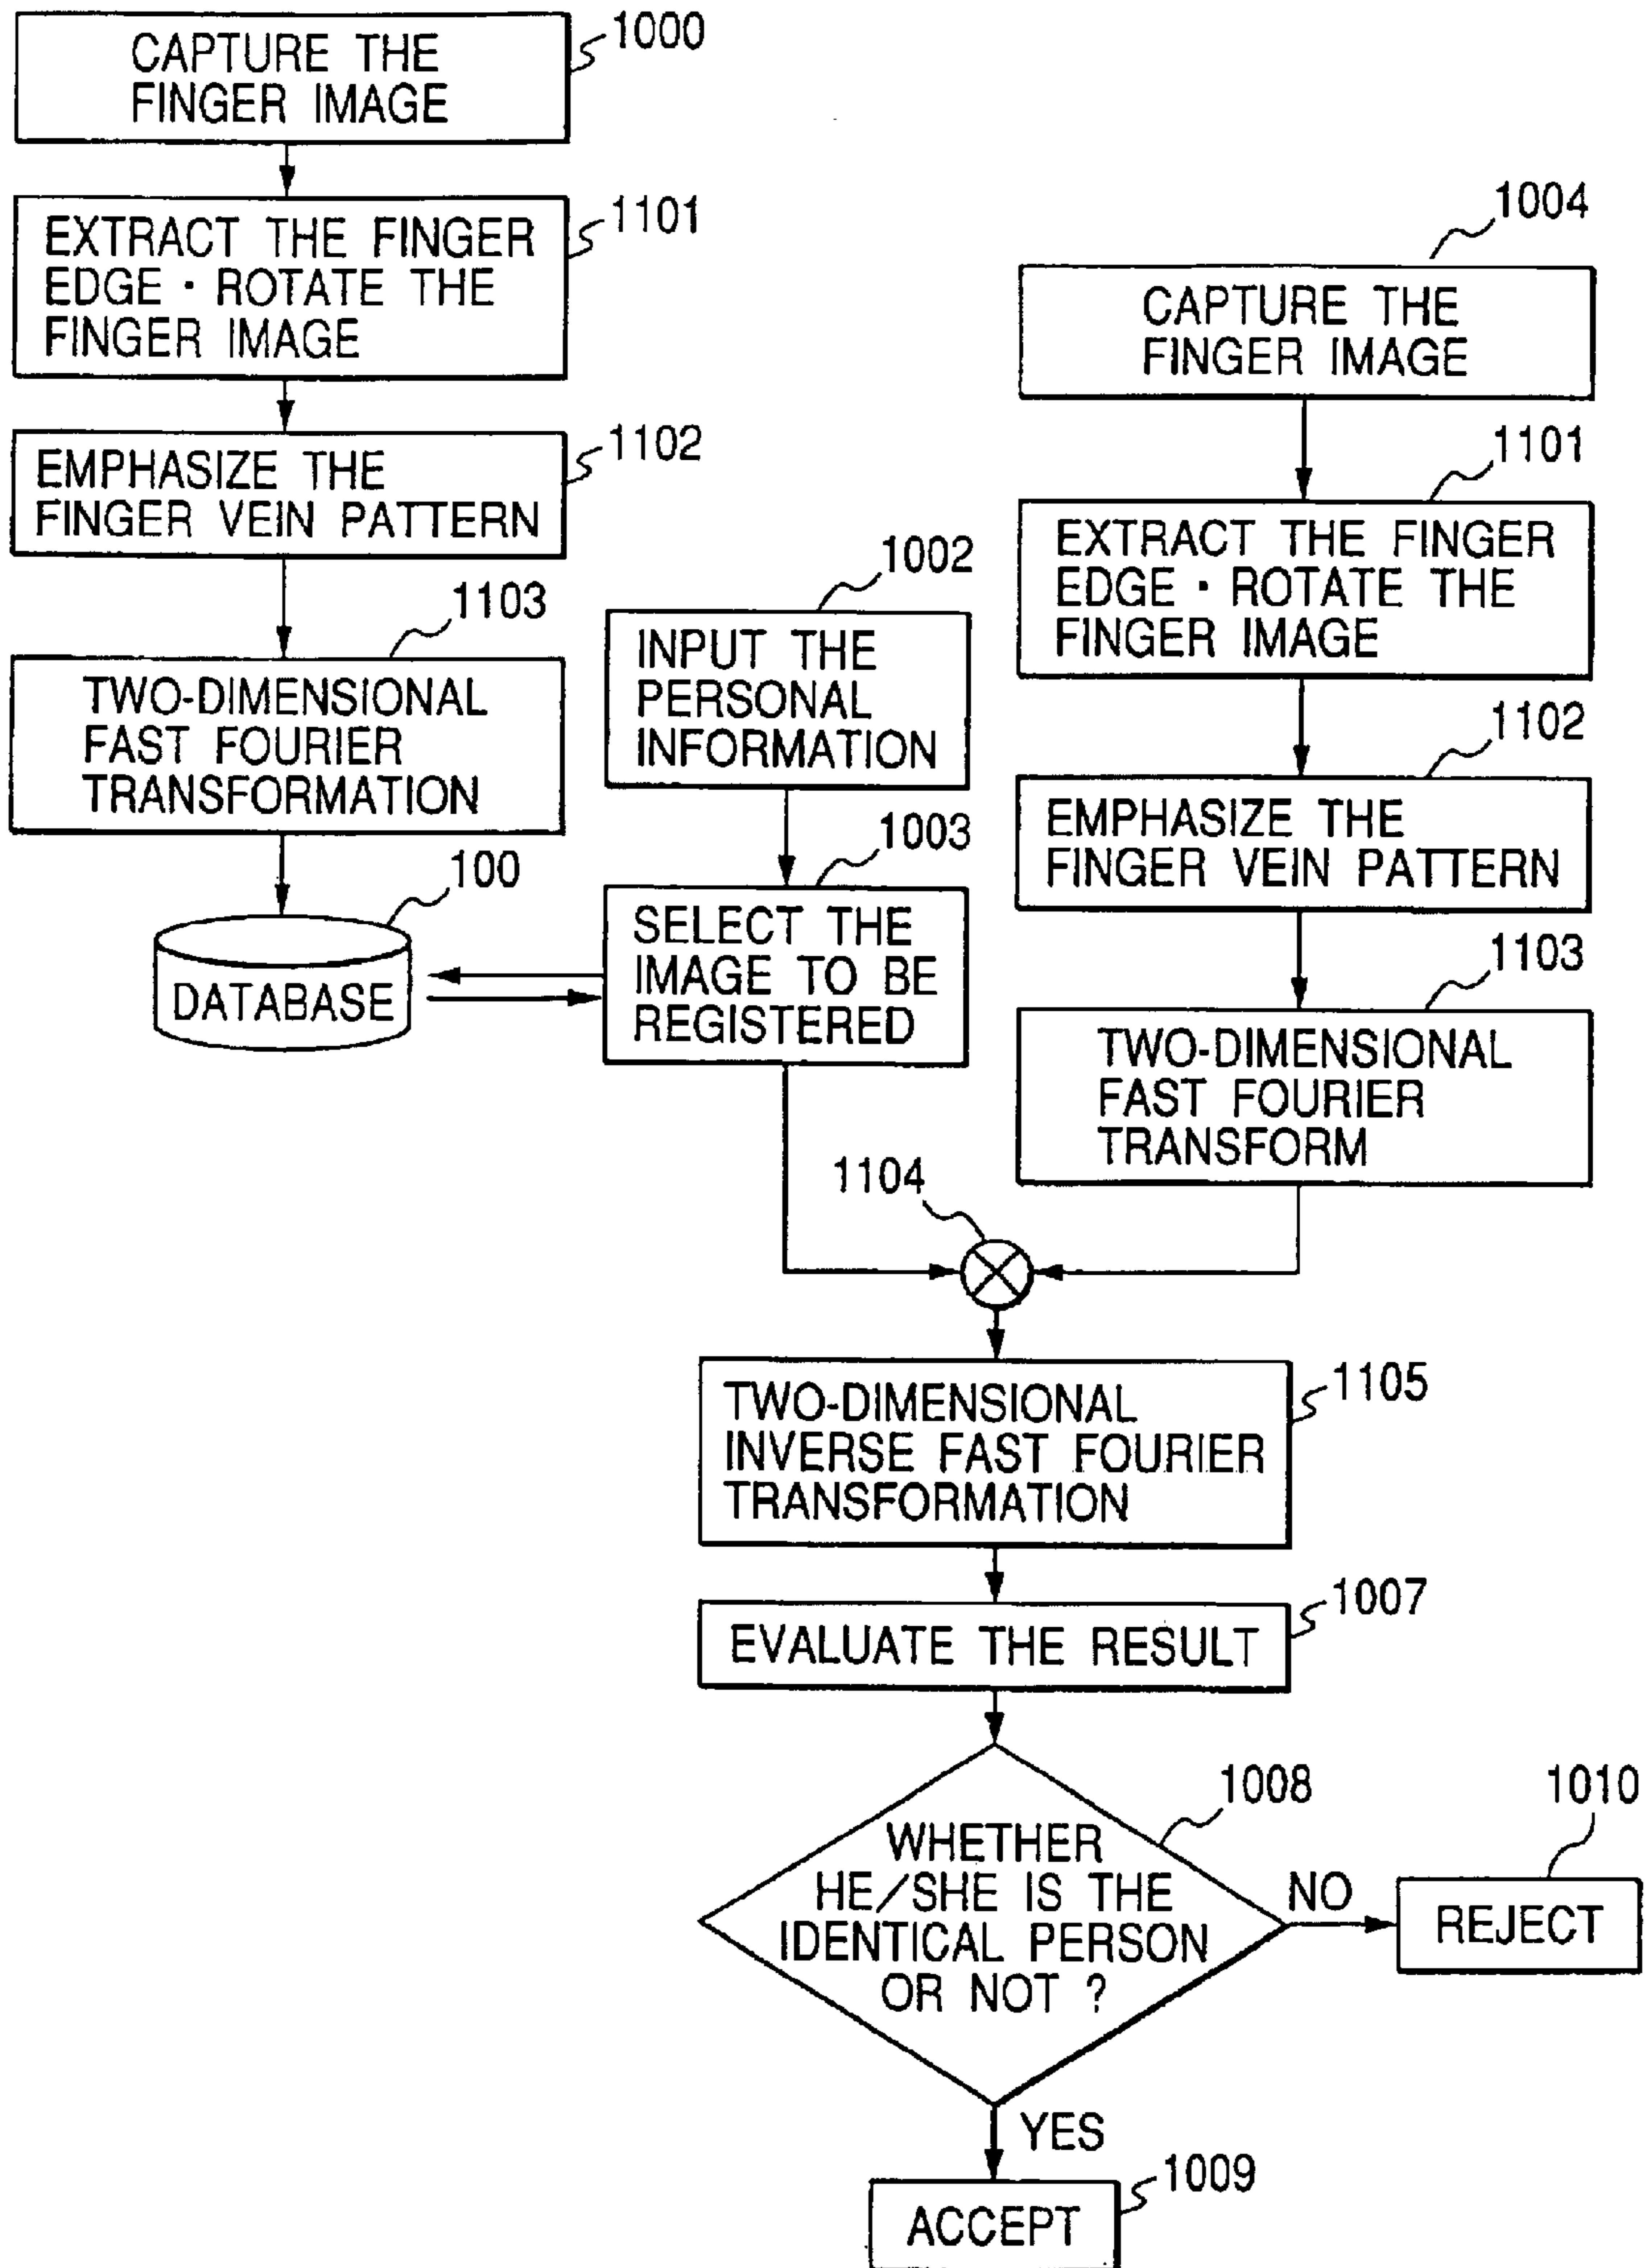 CAPTURE THE
FINGER IMAGE
1000
EXTRACT THE FINGER
EDGE · ROTATE THE
FINGER IMAGE
1101
EMPHASIZE THE
FINGER VEIN PATTERN
1102
TWO-DIMENSIONAL
FAST FOURIER
TRANSFORMATION
1103
DATABASE
100
INPUT THE
PERSONAL
INFORMATION
1002
SELECT THE
IMAGE TO BE
REGISTERED
1003
CAPTURE THE
FINGER IMAGE
1004
EXTRACT THE FINGER
EDGE · ROTATE THE
FINGER IMAGE
1101
EMPHASIZE THE
FINGER VEIN PATTERN
1102
TWO-DIMENSIONAL
FAST FOURIER
TRANSFORM
1103
1104
TWO-DIMENSIONAL
INVERSE FAST FOURIER
TRANSFORMATION
1105
EVALUATE THE RESULT
1007
WHETHER
HE/SHE IS THE
IDENTICAL PERSON
OR NOT ?
1008
NO
REJECT
1010
YES
ACCEPT
1009